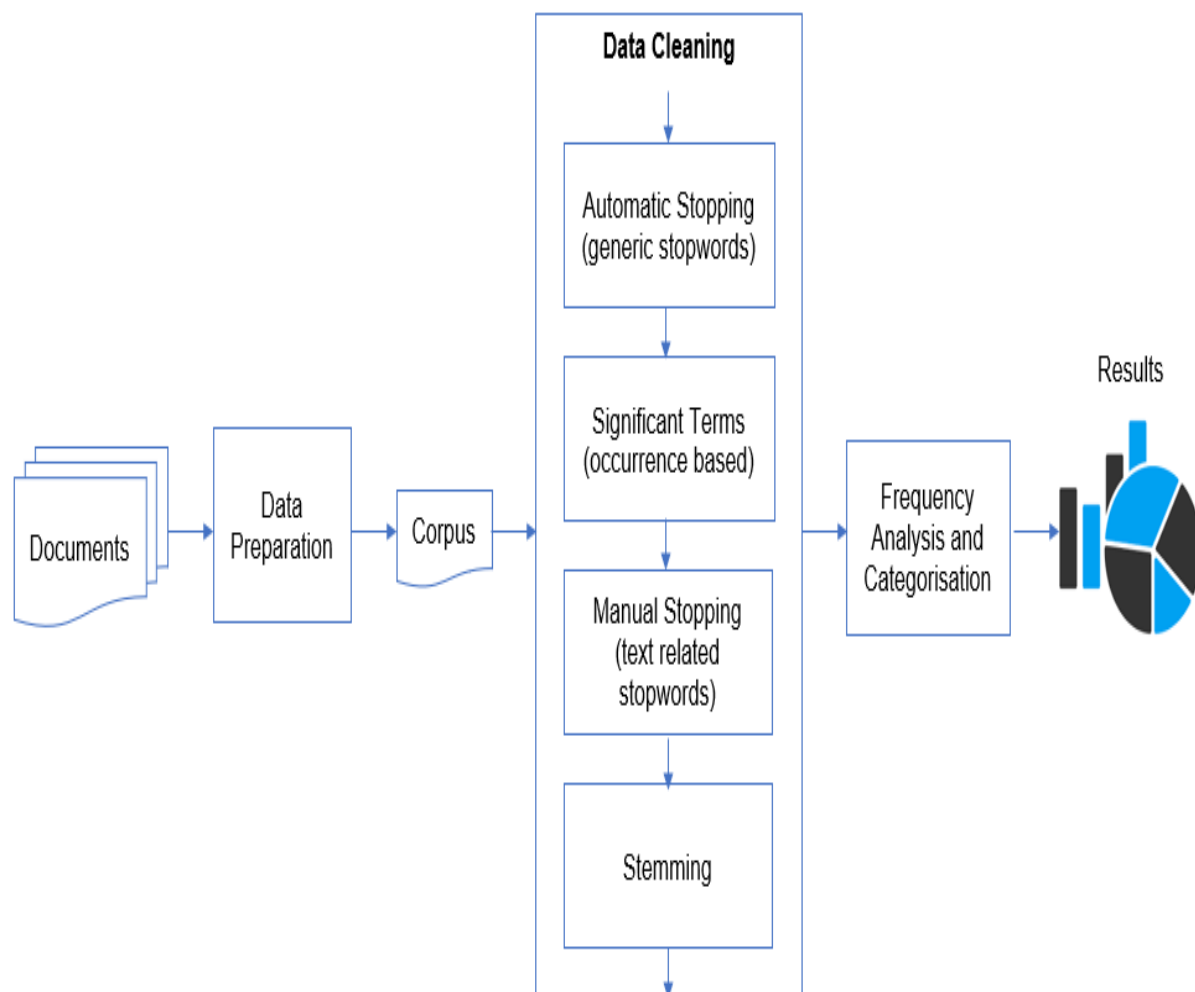 Documents
Data
Preparation
Corpus
Data Cleaning
Automatic Stopping
(generic stopwords)
Significant Terms
(occurrence based)
Manual Stopping
(text related
stopwords)
Stemming
Frequency
Analysis and
Categorisation
Results